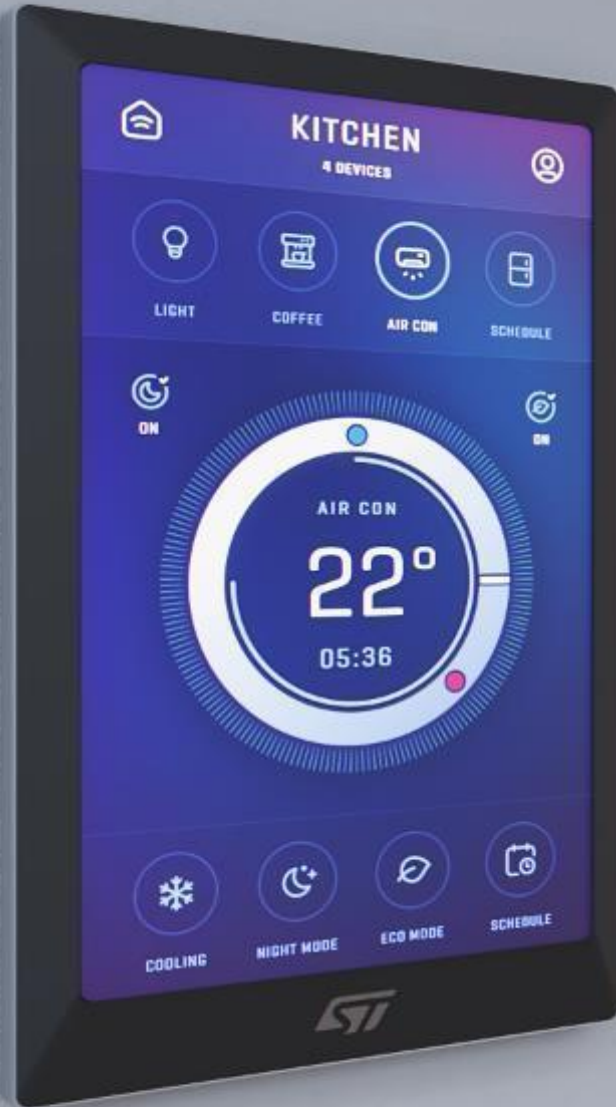 KITCHEN
4 DEVICES
LIGHT
COFFEE
AIR CON
SCHEDULE
ON
ON
AIR CON
22°
05:36
COOLING
NIGHT MODE
ECO MODE
SCHEDULE
ST